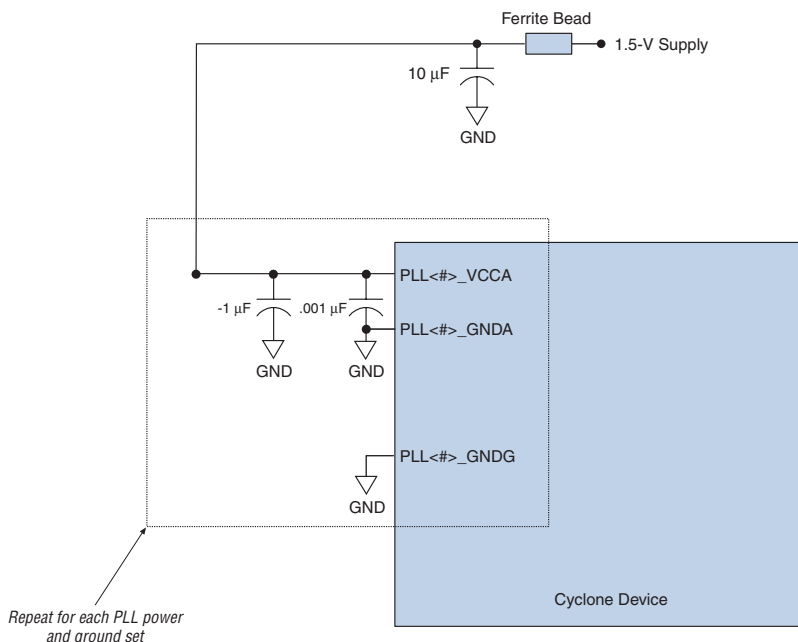 Ferrite Bead
1.5-V Supply
10 μF
GND
PLL<#>_VCCA
-1 μF
.001 μF
PLL<#>_GNDA
GND
GND
PLL<#>_GNDG
GND
Cyclone Device
Repeat for each PLL power
and ground set